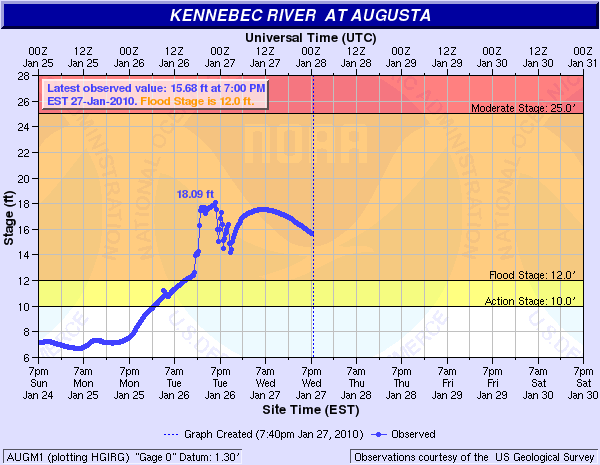 KENNEBEC RIVER AT AUGUSTA
Universal Time (UTC)
00Z 12Z 00Z 12Z 00Z 12Z 00Z 12Z 00Z 12Z 00Z 12Z 00Z
Jan 25 Jan 25 Jan 26 Jan 26 Jan 27 Jan 27 Jan 28 Jan 28 Jan 29 Jan 29 Jan 30 Jan 30 Jan 31
Latest observed value: 15.68 ft at 7:00 PM
EST 27-Jan-2010. Flood Stage is 12.0 ft.
Moderate Stage: 25.0'
NOAA
18.09 ft
Flood Stage: 12.0'
Action Stage: 10.0'
Stage (ft)
28
26
24
22
20
18
16
14
12
10
8
6
7pm 7am 7pm 7am 7pm 7am 7pm 7am 7pm 7am 7pm 7am 7pm
Sun Mon Mon Tue Tue Wed Wed Thu Thu Fri Fri Sat Sat
Jan 24 Jan 25 Jan 25 Jan 26 Jan 26 Jan 27 Jan 27 Jan 28 Jan 28 Jan 29 Jan 29 Jan 30 Jan 30
Site Time (EST)
Graph Created (7:40pm Jan 27, 2010) Observed
AUGM1 (plotting HGIRG) "Gage 0" Datum: 1.30'
Observations courtesy of the US Geological Survey